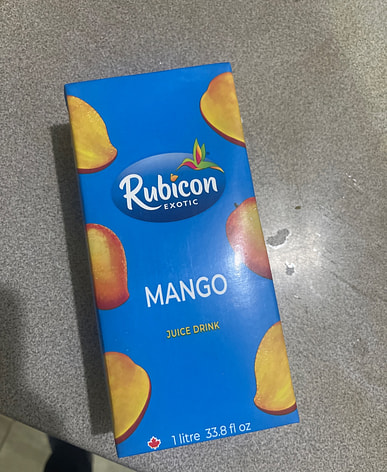 Rubicon
EXOTIC
MANGO
JUICE DRINK
1 litre 33.8 fl oz